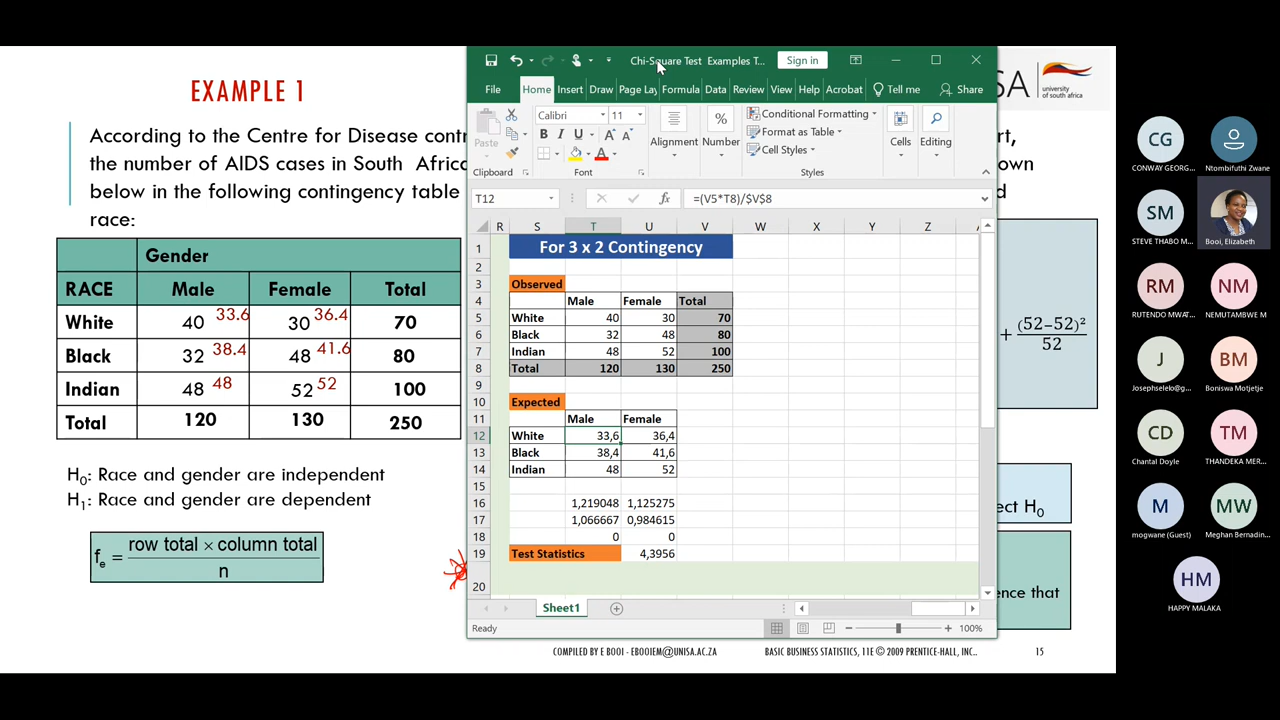 EXAMPLE 1
According to the Centre for Disease contr
t,
the number of AIDS cases in South Africa
own
below in the following contingency table
d
race:
Gender
RACE Male Female Total
White 40 33.6 30 36.4 70
Black 32 38.4 48 41.6 80
Indian 48 48 52 52 100
Total 120 130 250
H0: Race and gender are independent
H1: Race and gender are dependent
fe = row total × column total
n
SA
university
of south africa
+ (52−52)²
52
ect H0
ence that
COMPILED BY E BOOI - EBOOIEM@UNISA.AC.ZA
BASIC BUSINESS STATISTICS, 11E © 2009 PRENTICE-HALL, INC..
15
Chi-Square Test Examples T...
Sign in
File Home Insert Draw Page Lay Formula Data Review View Help Acrobat Tell me Share
Paste
Calibri 11
B I U A A
A
Alignment
%
Number
Conditional Formatting
Format as Table
Cell Styles
Cells
Editing
Clipboard Font Styles
T12 fx =(V5*T8)/$V$8
R S T U V W X Y Z
1 For 3 x 2 Contingency
2
3 Observed
4 Male Female Total
5 White 40 30 70
6 Black 32 48 80
7 Indian 48 52 100
8 Total 120 130 250
9
10 Expected
11 Male Female
12 White 33,6 36,4
13 Black 38,4 41,6
14 Indian 48 52
15
16 1,219048 1,125275
17 1,066667 0,984615
18 0 0
19 Test Statistics 4,3956
20
Sheet1
Ready
100%
CG
CONWAY GEORG...
Ntombifuthi Zwane
SM
STEVE THABO M...
Booi, Elizabeth
RM
RUTENDO MWAT...
NM
NEMUTAMBWE M
J
Josephselelo@g...
BM
Boniswa Motjetje
CD
Chantal Doyle
TM
THANDEKA MER...
M
mogwane (Guest)
MW
Meghan Bernadin...
HM
HAPPY MALAKA